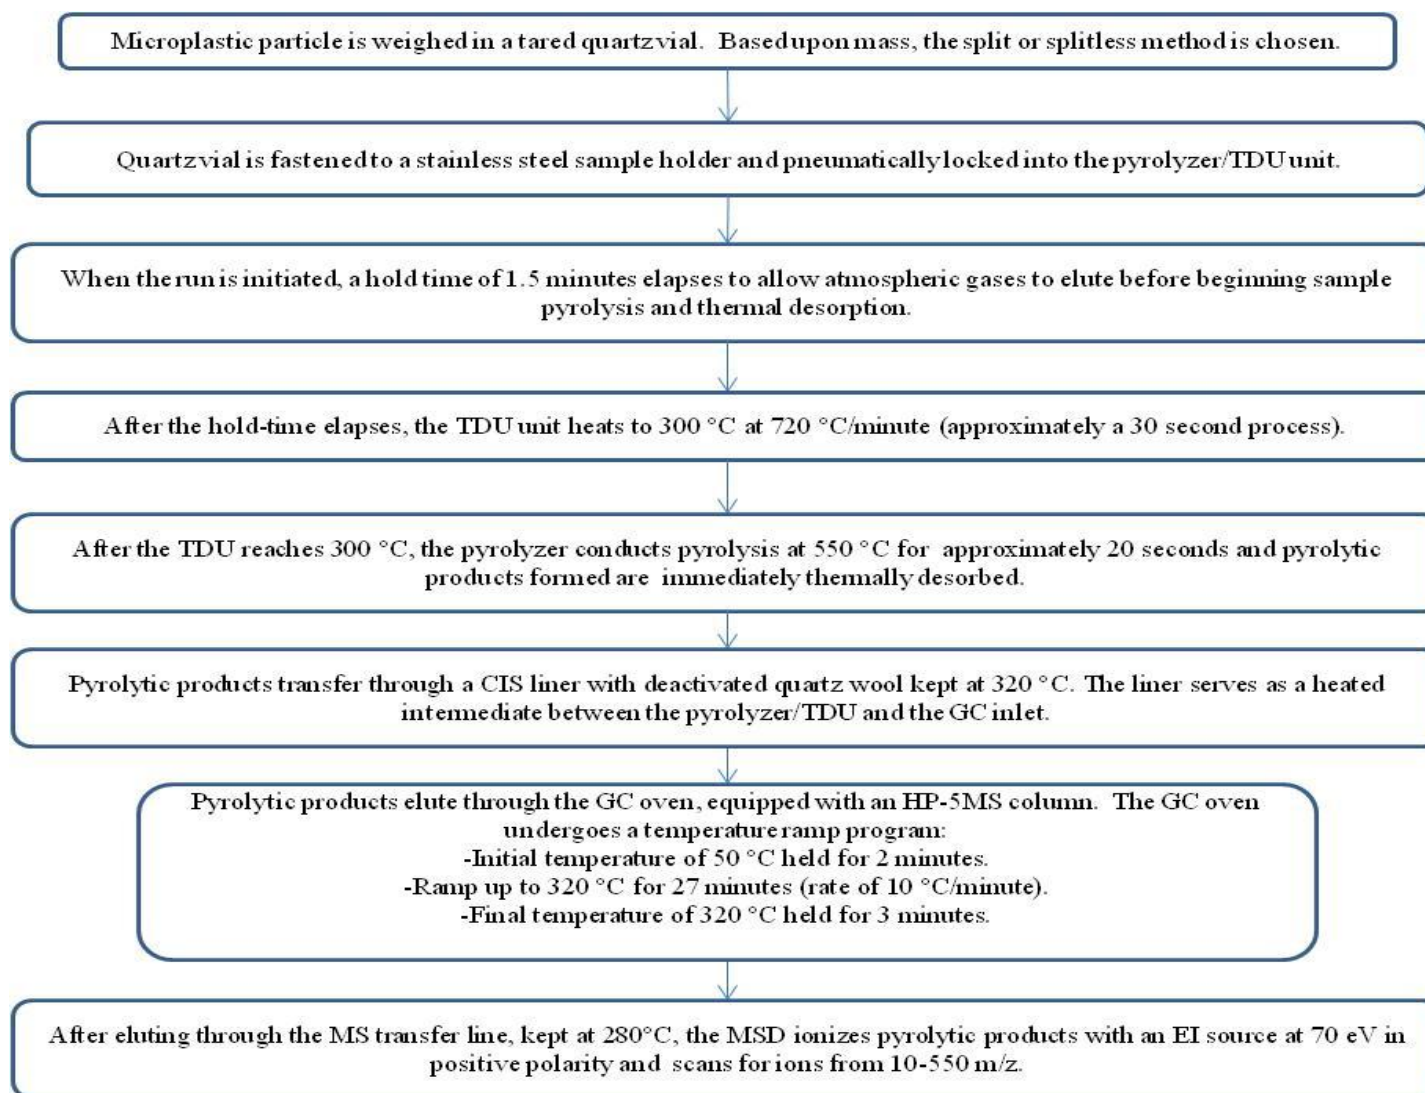 Microplastic particle is weighed in a tared quartz vial. Based upon mass, the split or splitless method is chosen.
Quartz vial is fastened to a stainless steel sample holder and pneumatically locked into the pyrolyzer/TDU unit.
When the run is initiated, a hold time of 1.5 minutes elapses to allow atmospheric gases to elute before beginning sample
pyrolysis and thermal desorption.
After the hold-time elapses, the TDU unit heats to 300 °C at 720 °C/minute (approximately a 30 second process).
After the TDU reaches 300 °C, the pyrolyzer conducts pyrolysis at 550 °C for approximately 20 seconds and pyrolytic
products formed are immediately thermally desorbed.
Pyrolytic products transfer through a CIS liner with deactivated quartz wool kept at 320 °C. The liner serves as a heated
intermediate between the pyrolyzer/TDU and the GC inlet.
Pyrolytic products elute through the GC oven, equipped with an HP-5MS column. The GC oven
undergoes a temperature ramp program:
-Initial temperature of 50 °C held for 2 minutes.
-Ramp up to 320 °C for 27 minutes (rate of 10 °C/minute).
-Final temperature of 320 °C held for 3 minutes.
After eluting through the MS transfer line, kept at 280°C, the MSD ionizes pyrolytic products with an EI source at 70 eV in
positive polarity and scans for ions from 10-550 m/z.